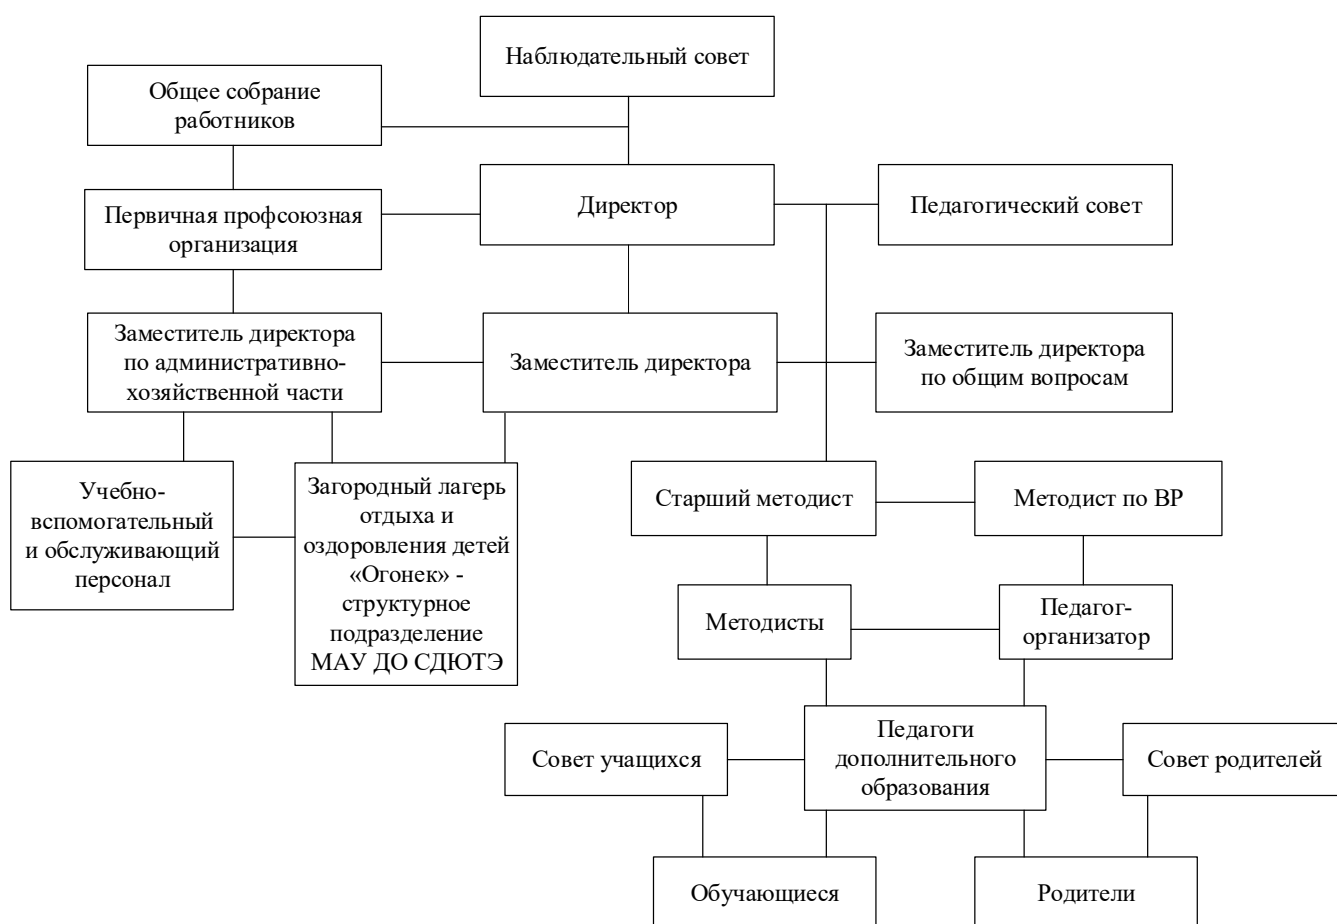 Наблюдательный совет
Общее собрание
работников
Директор
Педагогический совет
Первичная профсоюзная
организация
Заместитель директора
по административно-
хозяйственной части
Заместитель директора
Заместитель директора
по общим вопросам
Учебно-
вспомогательный
и обслуживающий
персонал
Загородный лагерь
отдыха и
оздоровления детей
«Огонек» -
структурное
подразделение
МАУ ДО СДЮТЭ
Старший методист
Методист по ВР
Методисты
Педагог-
организатор
Совет учащихся
Педагоги
дополнительного
образования
Совет родителей
Обучающиеся
Родители